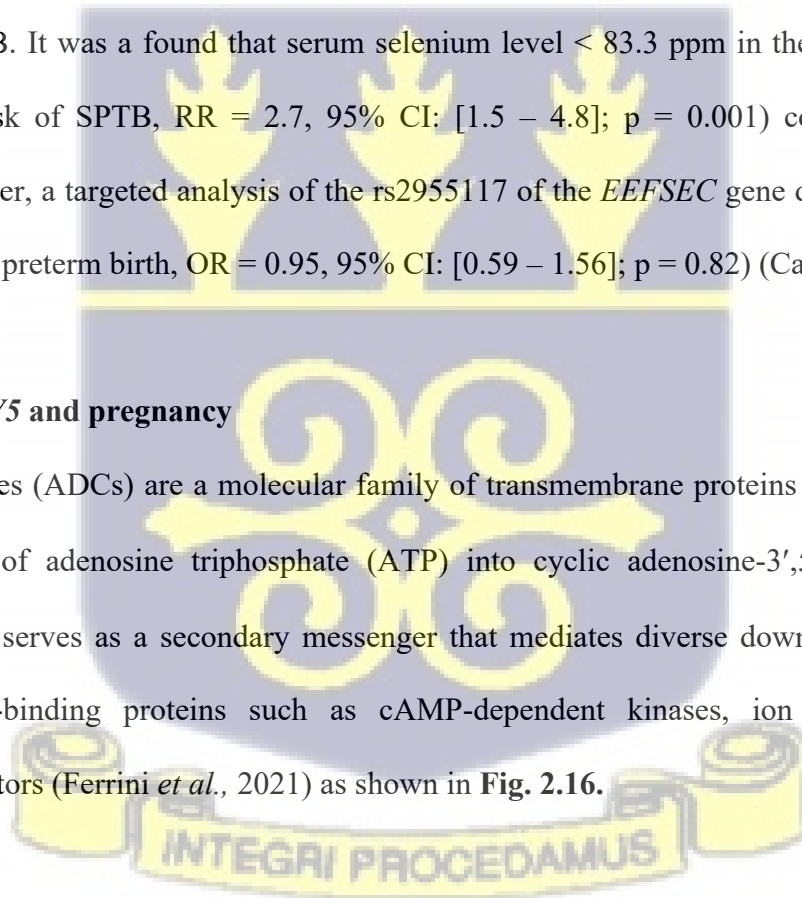 3. It was a found that serum selenium level < 83.3 ppm in the
sk of SPTB, RR = 2.7, 95% CI: [1.5 – 4.8]; p = 0.001) co
er, a targeted analysis of the rs2955117 of the EEFSEC gene
preterm birth, OR = 0.95, 95% CI: [0.59 – 1.56]; p = 0.82) (Ca
Y5 and pregnancy
es (ADCs) are a molecular family of transmembrane proteins
of adenosine triphosphate (ATP) into cyclic adenosine-3′,5
serves as a secondary messenger that mediates diverse down
-binding proteins such as cAMP-dependent kinases, ion
tors (Ferrini et al., 2021) as shown in Fig. 2.16.
INTEGRI PROCEDAMUS